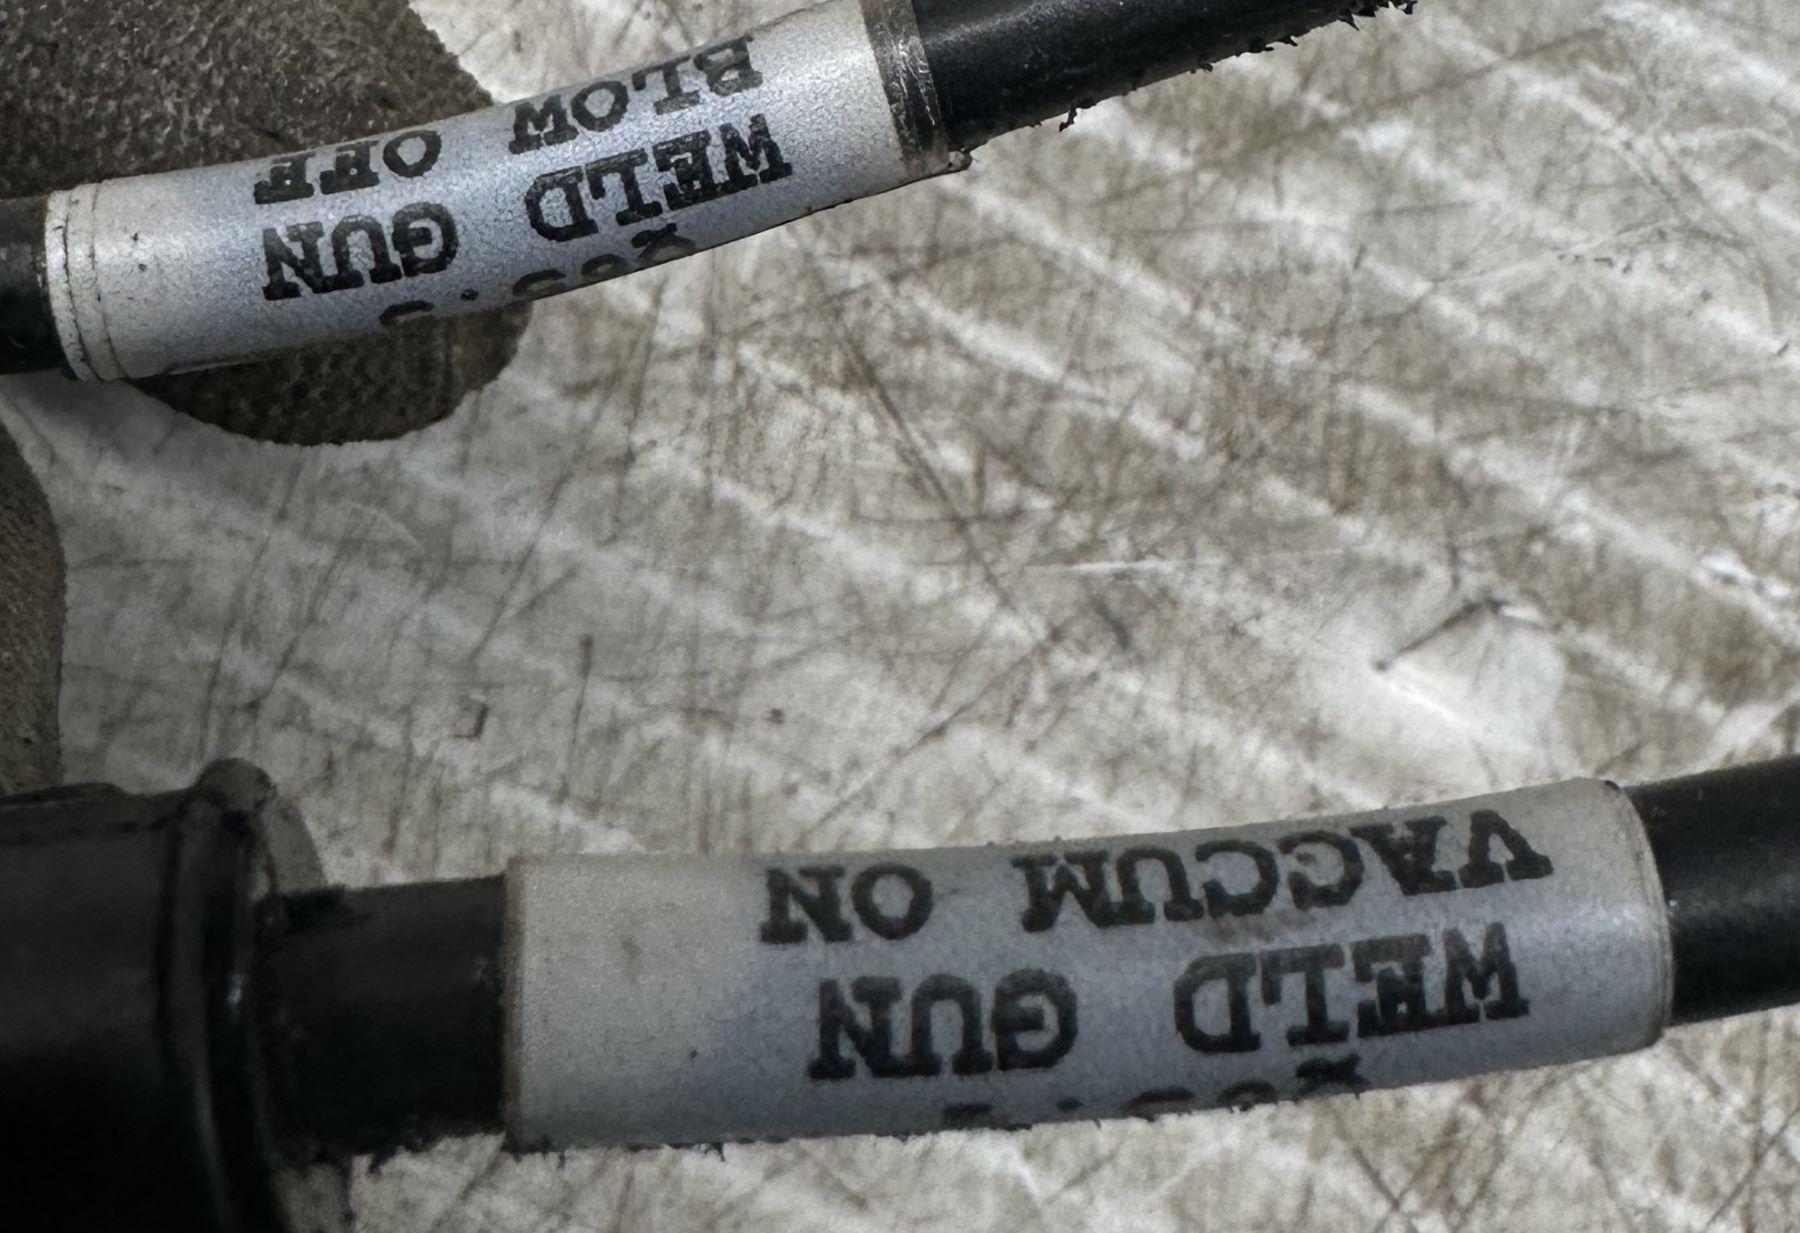 WELD GUN
BLOW OFF
WELD GUN
VACCUM ON